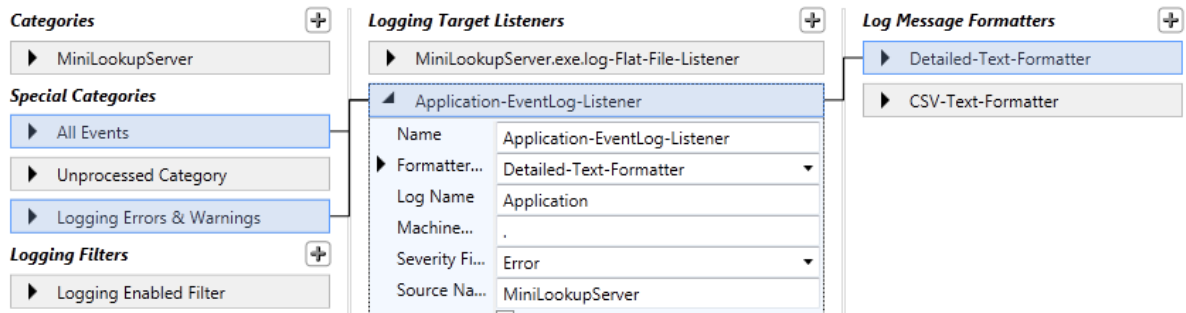 Categories
MiniLookupServer
Special Categories
All Events
Unprocessed Category
Logging Errors & Warnings
Logging Filters
Logging Enabled Filter
Logging Target Listeners
MiniLookupServer.exe.log-Flat-File-Listener
Application-EventLog-Listener
Name Application-EventLog-Listener
Formatter... Detailed-Text-Formatter
Log Name Application
Machine... .
Severity Fi... Error
Source Na... MiniLookupServer
Log Message Formatters
Detailed-Text-Formatter
CSV-Text-Formatter